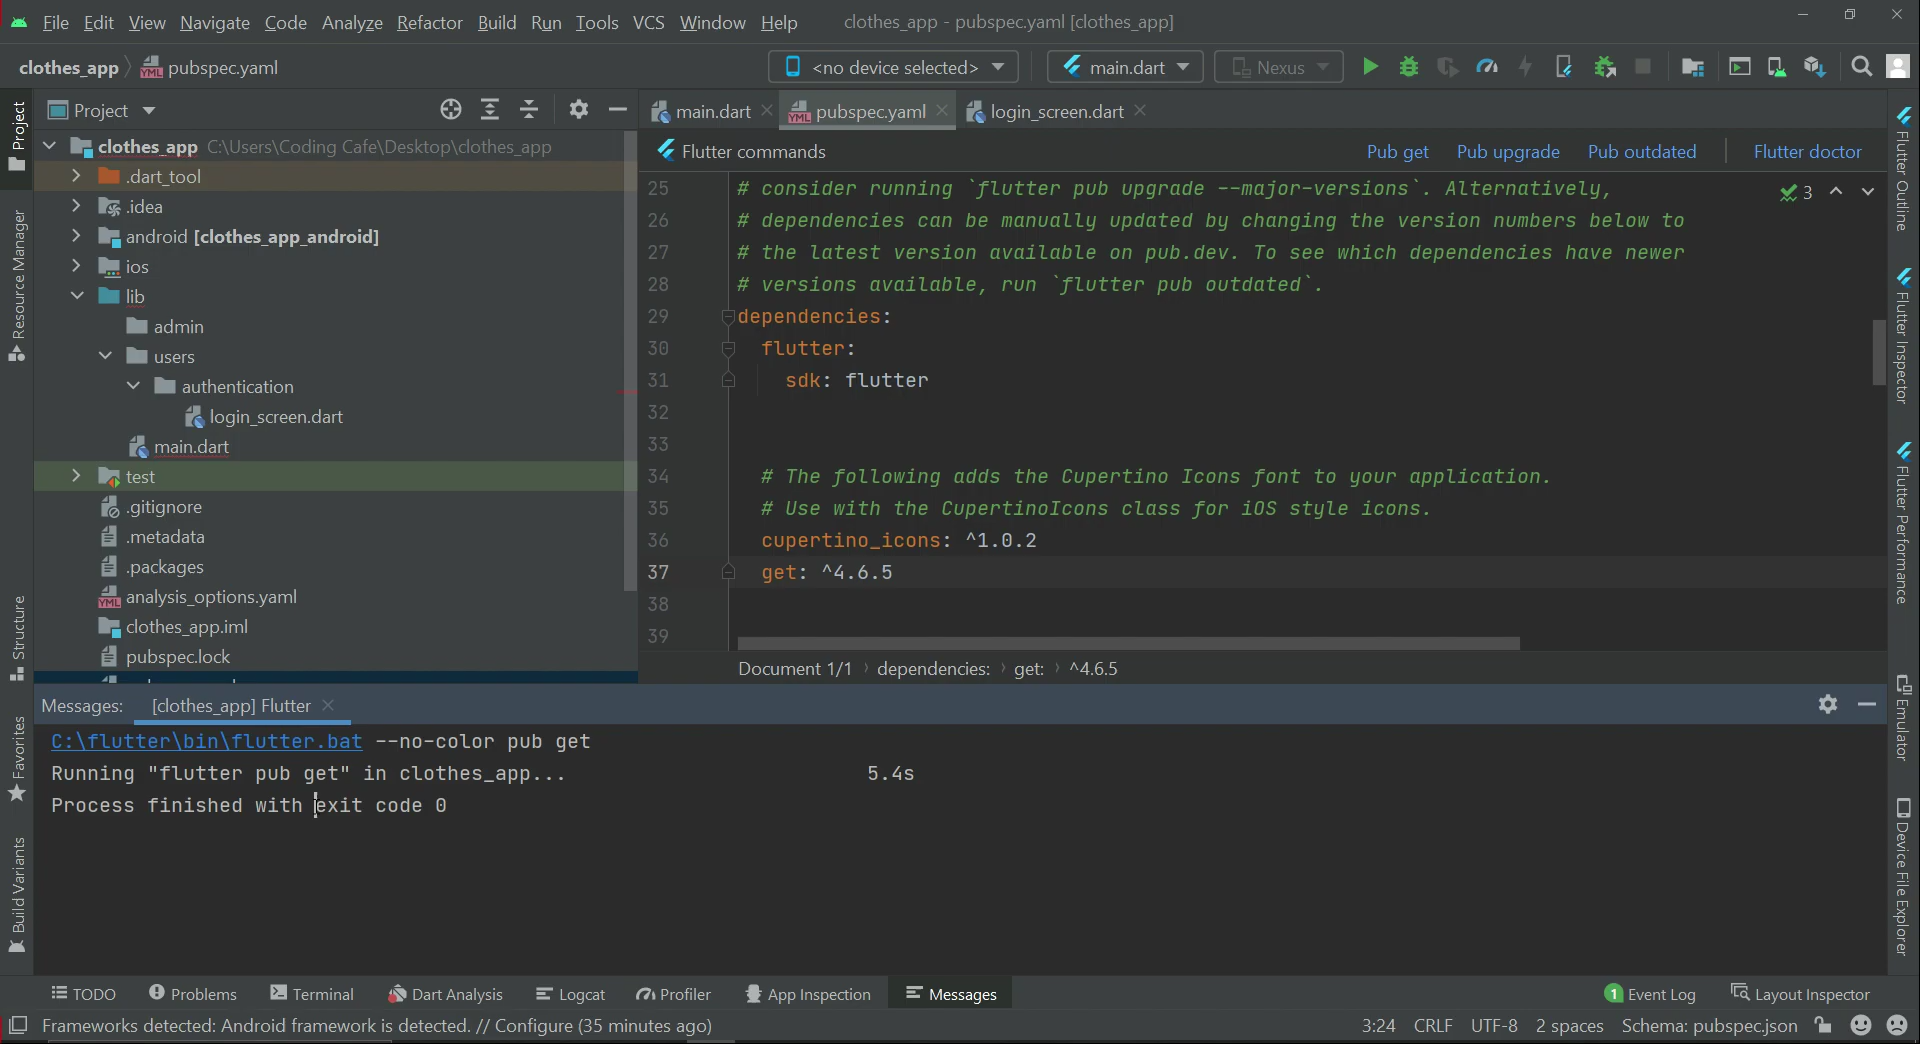 File Edit View Navigate Code Analyze Refactor Build Run Tools VCS Window Help clothes_app - pubspec.yaml [clothes_app]
clothes_app pubspec.yaml <no device selected> main.dart Nexus
Project main.dart pubspec.yaml login_screen.dart
clothes_app C:\Users\Coding Cafe\Desktop\clothes_app
Flutter commands Pub get Pub upgrade Pub outdated Flutter doctor
.dart_tool
.idea
android [clothes_app_android]
ios
lib
admin
users
authentication
login_screen.dart
main.dart
test
.gitignore
.metadata
.packages
analysis_options.yaml
clothes_app.iml
pubspec.lock
25 # consider running `flutter pub upgrade --major-versions`. Alternatively,
26 # dependencies can be manually updated by changing the version numbers below to
27 # the latest version available on pub.dev. To see which dependencies have newer
28 # versions available, run `flutter pub outdated`.
29 dependencies:
30 flutter:
31 sdk: flutter
32
33
34 # The following adds the Cupertino Icons font to your application.
35 # Use with the CupertinoIcons class for iOS style icons.
36 cupertino_icons: ^1.0.2
37 get: ^4.6.5
38
39
3
Document 1/1 dependencies: get: ^4.6.5
Messages: [clothes_app] Flutter
C:\flutter\bin\flutter.bat --no-color pub get
Running "flutter pub get" in clothes_app... 5.4s
Process finished with exit code 0
Project
Resource Manager
Structure
Favorites
Build Variants
Flutter Outline
Flutter Inspector
Flutter Performance
Emulator
Device File Explorer
TODO Problems Terminal Dart Analysis Logcat Profiler App Inspection Messages 1 Event Log Layout Inspector
Frameworks detected: Android framework is detected. // Configure (35 minutes ago) 3:24 CRLF UTF-8 2 spaces Schema: pubspec.json